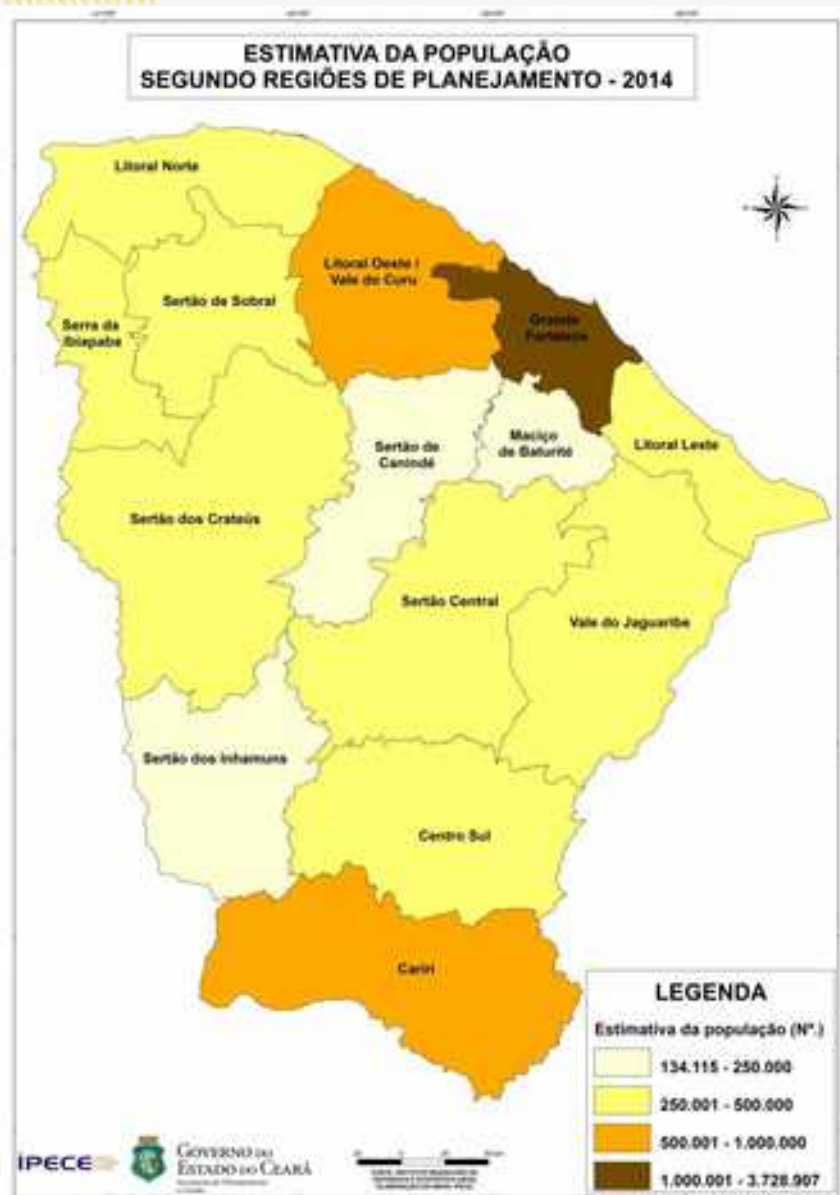 ESTIMATIVA DA POPULAÇÃO
SEGUNDO REGIÕES DE PLANEJAMENTO - 2014
Litoral Norte
Litoral Oeste /
Vale do Curu
Sertão de Sobral
Serra da
Ibiapaba
Grande
Fortaleza
Sertão de
Canindé
Maciço
de Baturité
Litoral Leste
Sertão dos Crateús
Sertão Central
Vale do Jaguaribe
Sertão dos Inhamuns
Centro Sul
Cariri
LEGENDA
Estimativa da população (Nº.)
134.115 - 250.000
250.001 - 500.000
500.001 - 1.000.000
1.000.001 - 3.728.907
IPECE
GOVERNO DO
ESTADO DO CEARÁ